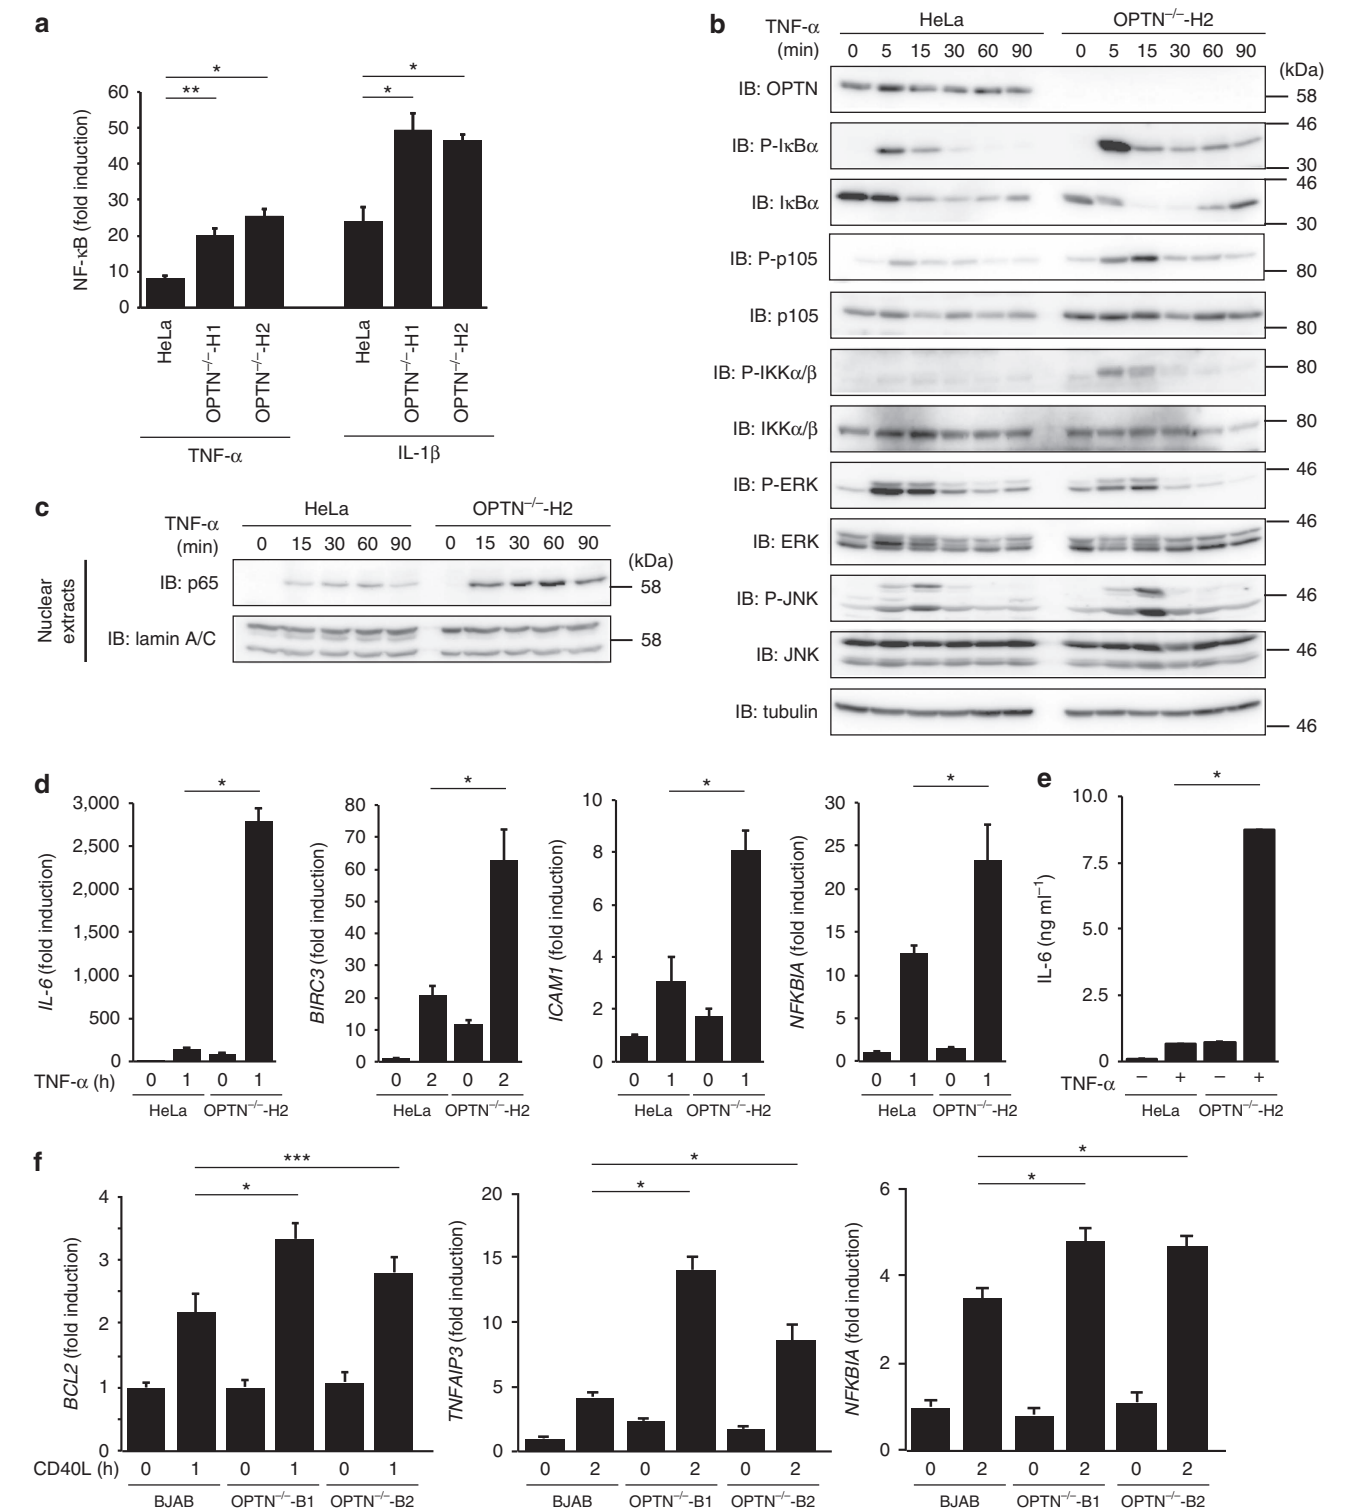 a
NF-κB (fold induction)
60
50
40
30
20
10
0
**
*
*
*
HeLa
OPTN⁻/⁻-H1
OPTN⁻/⁻-H2
HeLa
OPTN⁻/⁻-H1
OPTN⁻/⁻-H2
TNF-α
IL-1β
b
TNF-α
(min)
HeLa
OPTN⁻/⁻-H2
0 5 15 30 60 90 0 5 15 30 60 90
(kDa)
IB: OPTN
58
IB: P-IκBα
46
30
IB: IκBα
46
30
IB: P-p105
80
IB: p105
80
IB: P-IKKα/β
80
IB: IKKα/β
80
IB: P-ERK
46
IB: ERK
46
IB: P-JNK
46
IB: JNK
46
IB: tubulin
46
c
TNF-α
(min)
HeLa
OPTN⁻/⁻-H2
0 15 30 60 90 0 15 30 60 90
(kDa)
Nuclear
extracts
IB: p65
58
IB: lamin A/C
58
d
IL-6 (fold induction)
3,000
2,500
2,000
1,500
1,000
500
0
*
TNF-α (h)
0 1 0 1
HeLa OPTN⁻/⁻-H2
BIRC3 (fold induction)
80
70
60
50
40
30
20
10
0
*
0 2 0 2
HeLa OPTN⁻/⁻-H2
ICAM1 (fold induction)
10
8
6
4
2
0
*
0 1 0 1
HeLa OPTN⁻/⁻-H2
NFKBIA (fold induction)
30
25
20
15
10
5
0
*
0 1 0 1
HeLa OPTN⁻/⁻-H2
e
IL-6 (ng ml⁻¹)
10.0
7.5
5.0
2.5
0
*
TNF-α
− + − +
HeLa OPTN⁻/⁻-H2
f
BCL2 (fold induction)
4
3
2
1
0
***
*
CD40L (h)
0 1 0 1 0 1
BJAB OPTN⁻/⁻-B1 OPTN⁻/⁻-B2
TNFAIP3 (fold induction)
20
15
10
5
0
*
*
0 2 0 2 0 2
BJAB OPTN⁻/⁻-B1 OPTN⁻/⁻-B2
NFKBIA (fold induction)
6
4
2
0
*
*
0 2 0 2 0 2
BJAB OPTN⁻/⁻-B1 OPTN⁻/⁻-B2